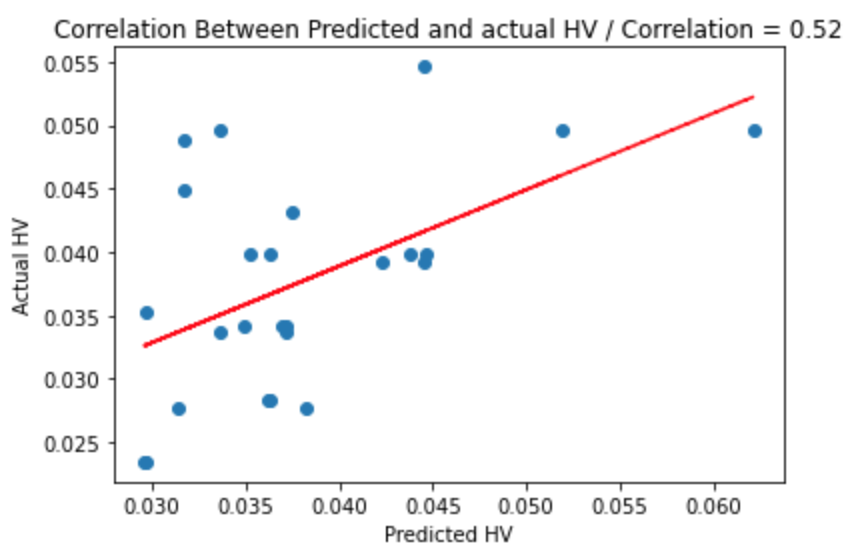 Correlation Between Predicted and actual HV / Correlation = 0.52
0.055
0.050
0.045
0.040
0.035
0.030
0.025
Actual HV
0.030 0.035 0.040 0.045 0.050 0.055 0.060
Predicted HV